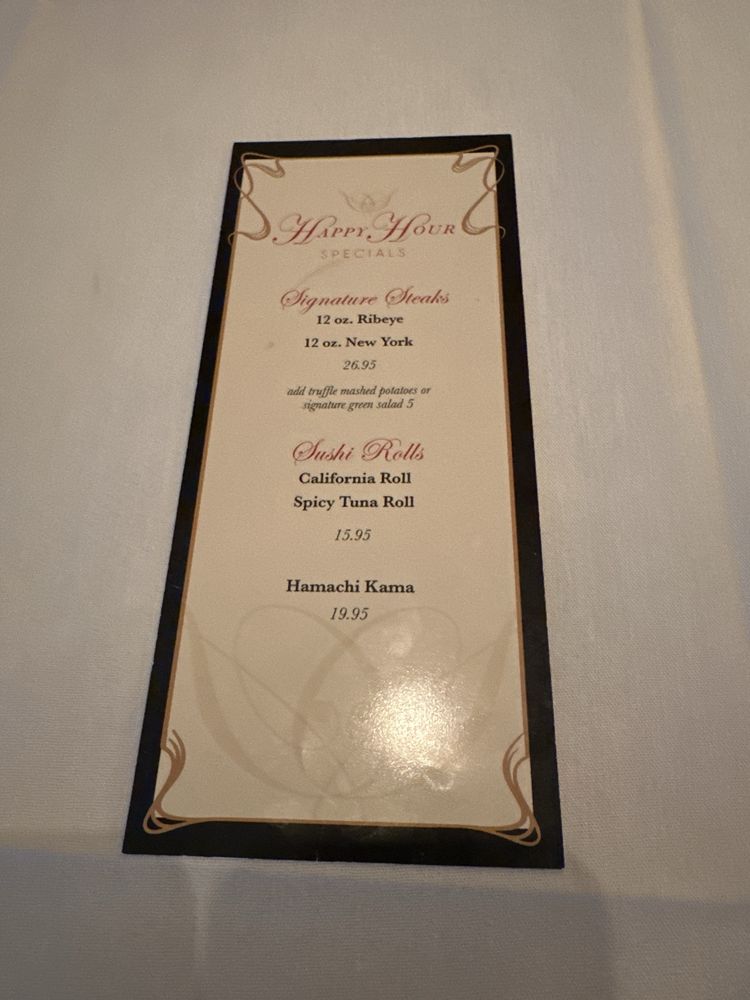 Happy Hour
SPECIALS
Signature Steaks
12 oz. Ribeye
12 oz. New York
26.95
add truffle mashed potatoes or
signature green salad 5
Sushi Rolls
California Roll
Spicy Tuna Roll
15.95
Hamachi Kama
19.95